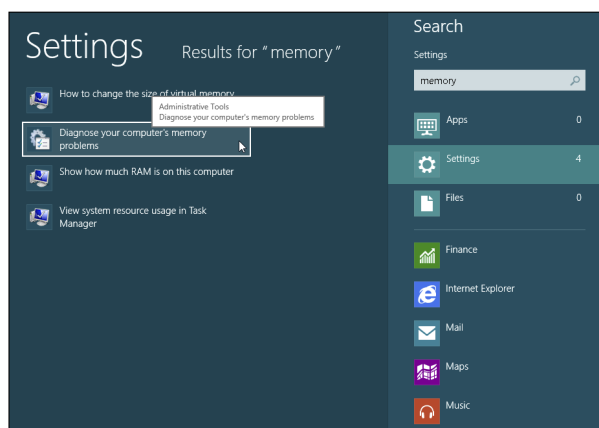 Settings Results for "memory"
How to change the size of virtual memory
Administrative Tools
Diagnose your computer's memory problems
Diagnose your computer's memory
problems
Show how much RAM is on this computer
View system resource usage in Task
Manager
Search
Settings
memory
Apps 0
Settings 4
Files 0
Finance
Internet Explorer
Mail
Maps
Music